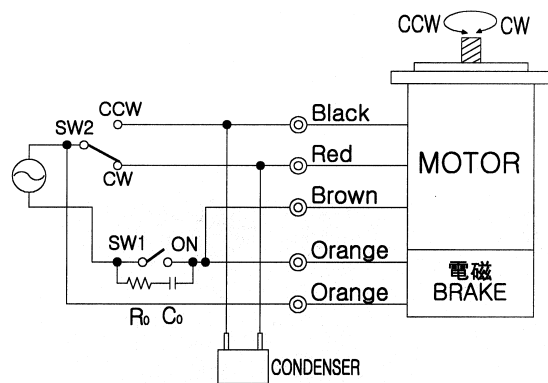 CCW CW
CCW
Black
SW2
Red
CW
MOTOR
Brown
SW1 ON
Orange
電磁
BRAKE
Orange
R₀ C₀
CONDENSER